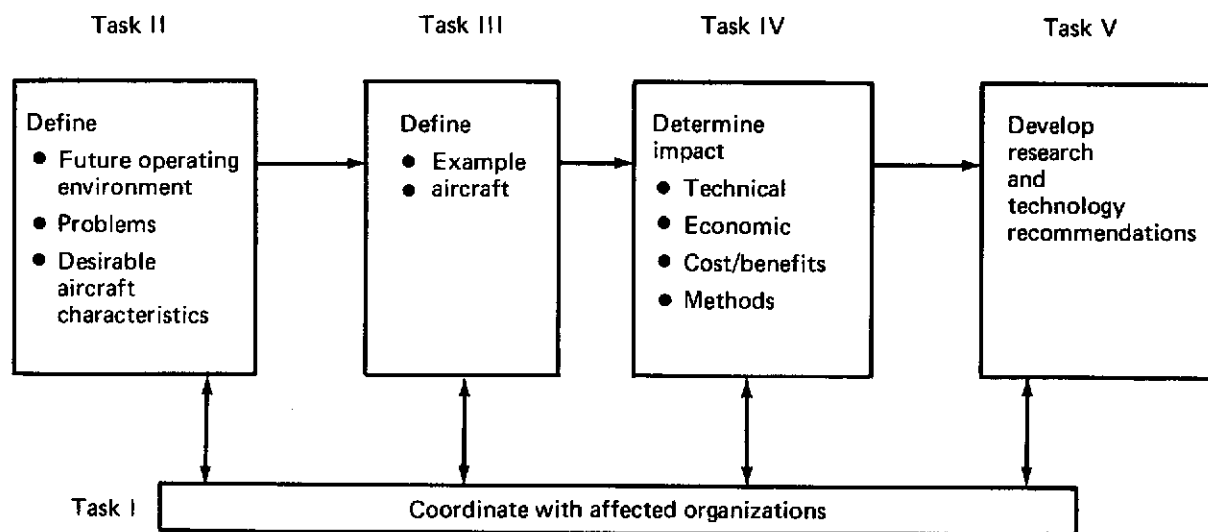 Task II
Task III
Task IV
Task V
Define
● Future operating
environment
● Problems
● Desirable
aircraft
characteristics
Define
● Example
● aircraft
Determine
impact
● Technical
● Economic
● Cost/benefits
● Methods
Develop
research
and
technology
recommendations
Task I
Coordinate with affected organizations